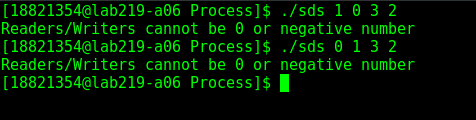 [18821354@lab219-a06 Process]$ ./sds 1 0 3 2
Readers/Writers cannot be 0 or negative number
[18821354@lab219-a06 Process]$ ./sds 0 1 3 2
Readers/Writers cannot be 0 or negative number
[18821354@lab219-a06 Process]$